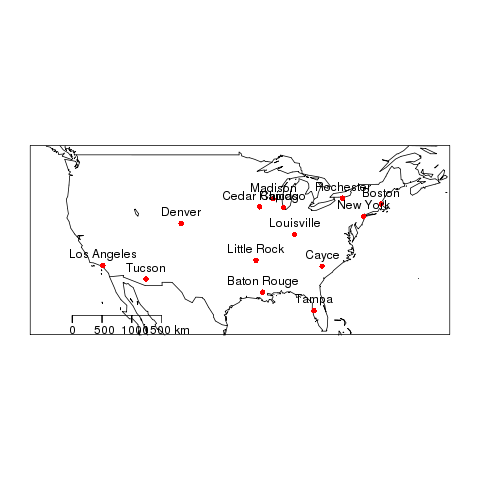 Madison
Rochester
Cedar Rapids
Chicago
Boston
New York
Denver
Louisville
Little Rock
Los Angeles
Cayce
Tucson
Baton Rouge
Tampa
0 500 1000 1500 km